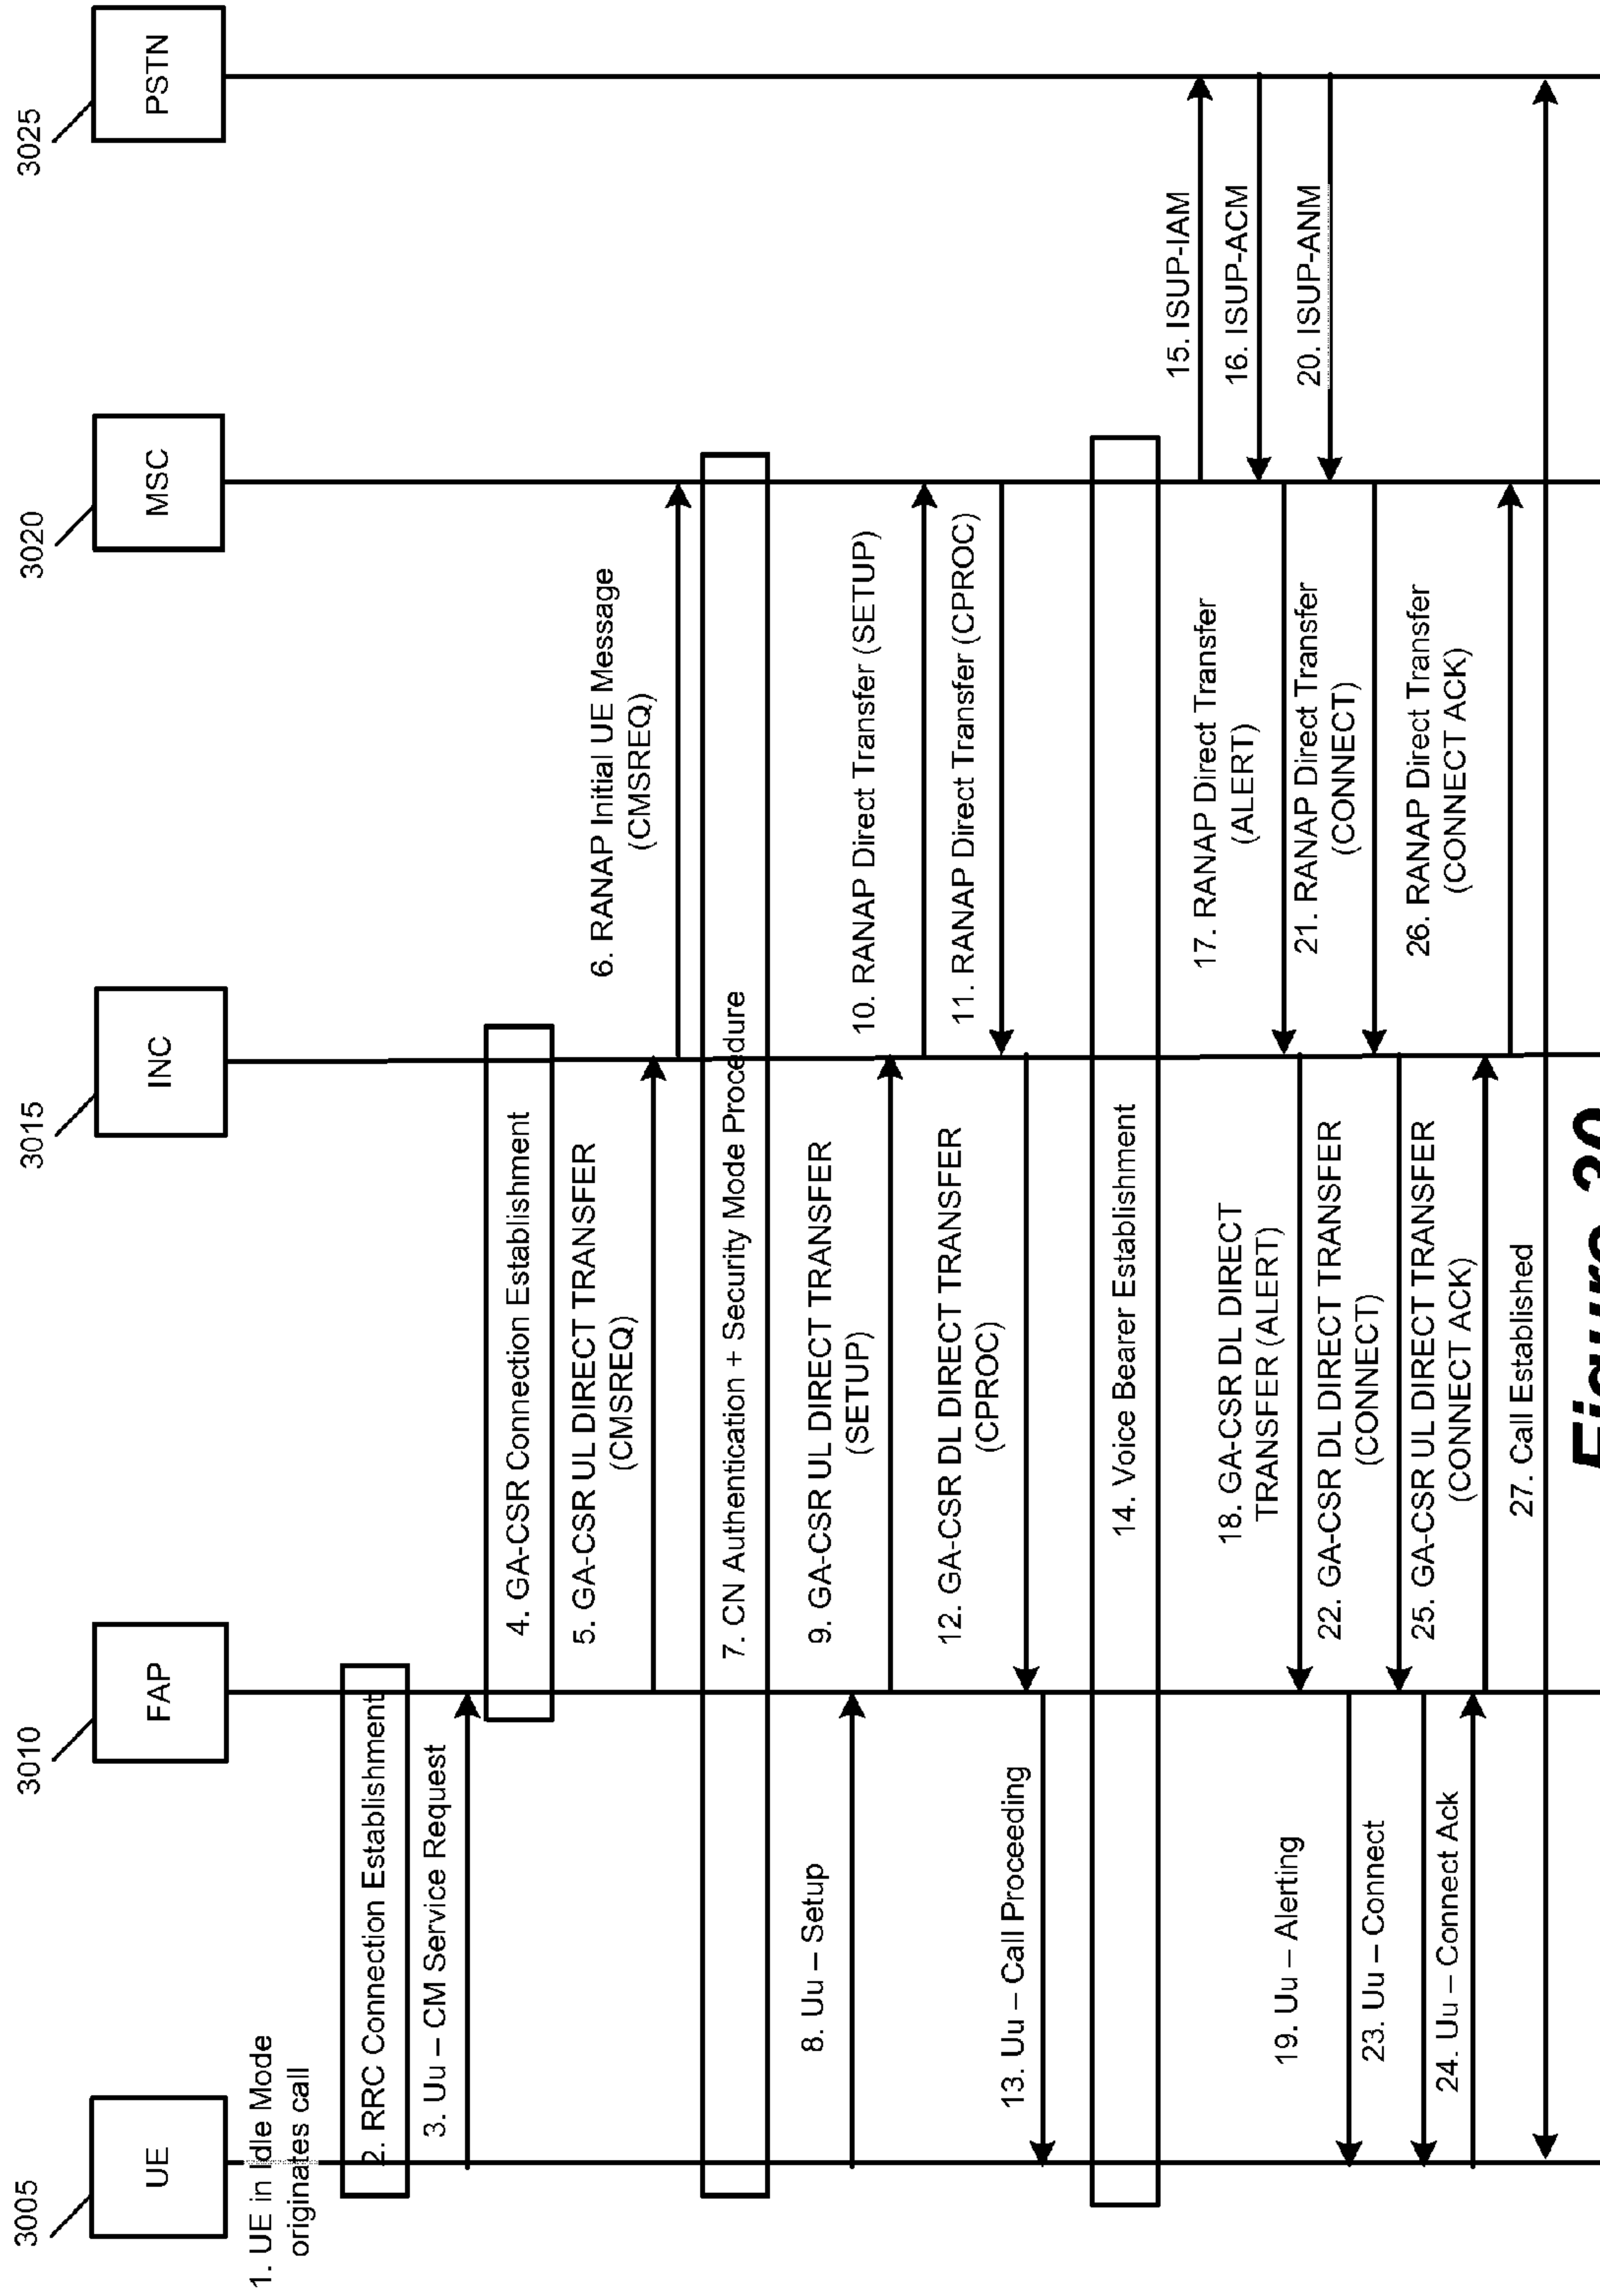 3005
3010
3015
3020
3025
UE
FAP
INC
MSC
PSTN
1. UE in Idle Mode
originates call
2. RRC Connection Establishment
3. Uu – CM Service Request
4. GA-CSR Connection Establishment
5. GA-CSR UL DIRECT TRANSFER
(CMSREQ)
6. RANAP Initial UE Message
(CMSREQ)
7. CN Authentication + Security Mode Procedure
8. Uu – Setup
9. GA-CSR UL DIRECT TRANSFER
(SETUP)
10. RANAP Direct Transfer (SETUP)
11. RANAP Direct Transfer (CPROC)
12. GA-CSR DL DIRECT TRANSFER
(CPROC)
13. Uu – Call Proceeding
14. Voice Bearer Establishment
15. ISUP-IAM
16. ISUP-ACM
17. RANAP Direct Transfer
(ALERT)
18. GA-CSR DL DIRECT
TRANSFER (ALERT)
19. Uu – Alerting
20. ISUP-ANM
21. RANAP Direct Transfer
(CONNECT)
22. GA-CSR DL DIRECT TRANSFER
(CONNECT)
23. Uu – Connect
24. Uu – Connect Ack
25. GA-CSR UL DIRECT TRANSFER
(CONNECT ACK)
26. RANAP Direct Transfer
(CONNECT ACK)
27. Call Established
Figure 30